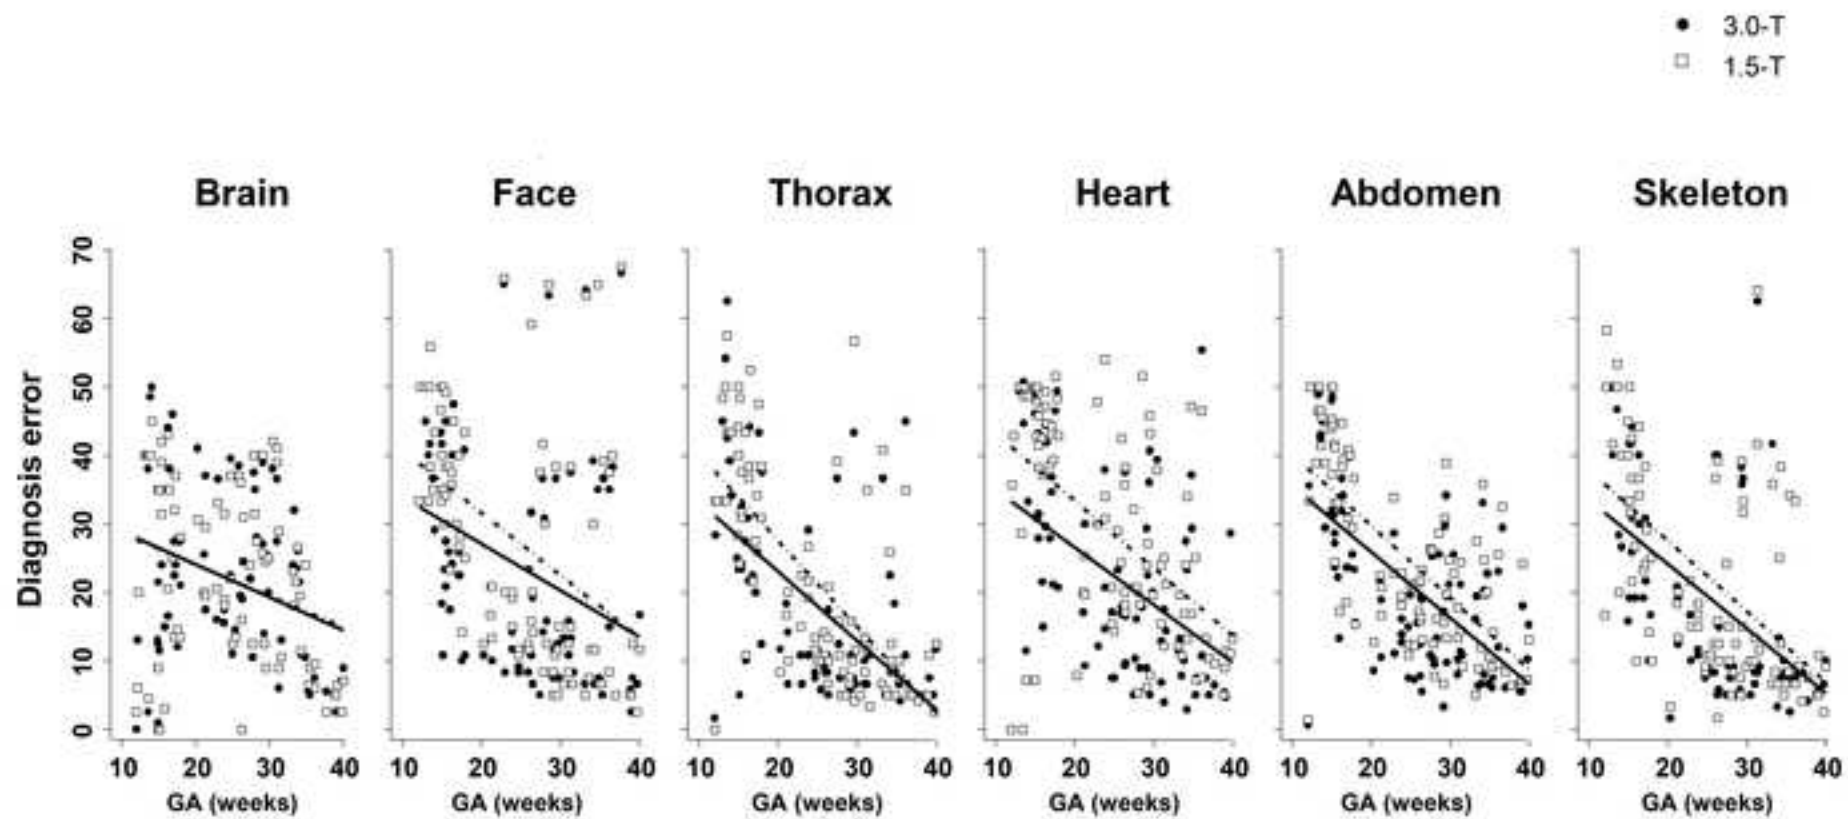 3.0-T
1.5-T
Brain Face Thorax Heart Abdomen Skeleton
Diagnosis error
70
60
50
40
30
20
10
0
10 20 30 40 10 20 30 40 10 20 30 40 10 20 30 40 10 20 30 40 10 20 30 40
GA (weeks) GA (weeks) GA (weeks) GA (weeks) GA (weeks) GA (weeks)